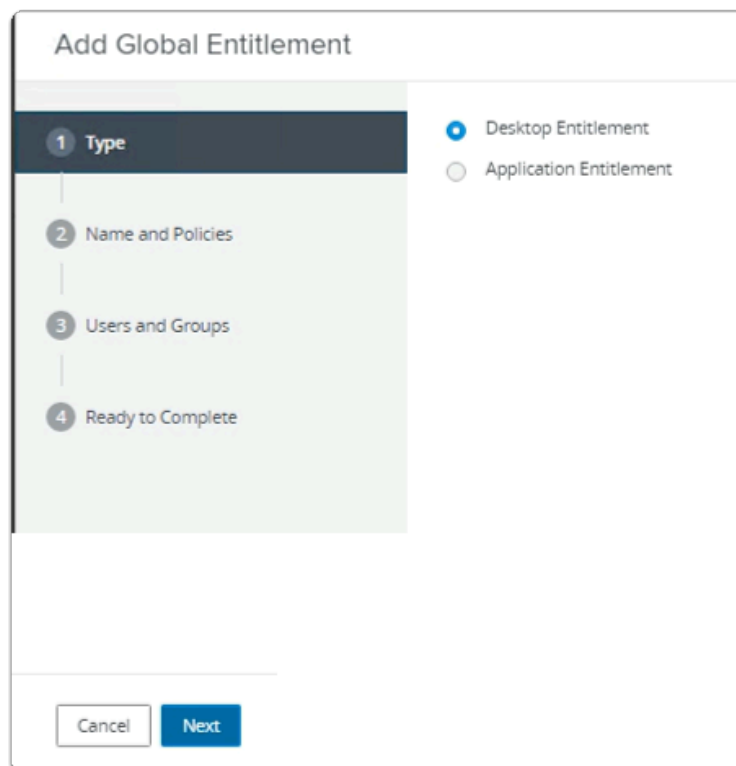 Add Global Entitlement
1 Type
2 Name and Policies
3 Users and Groups
4 Ready to Complete
Desktop Entitlement
Application Entitlement
Cancel Next